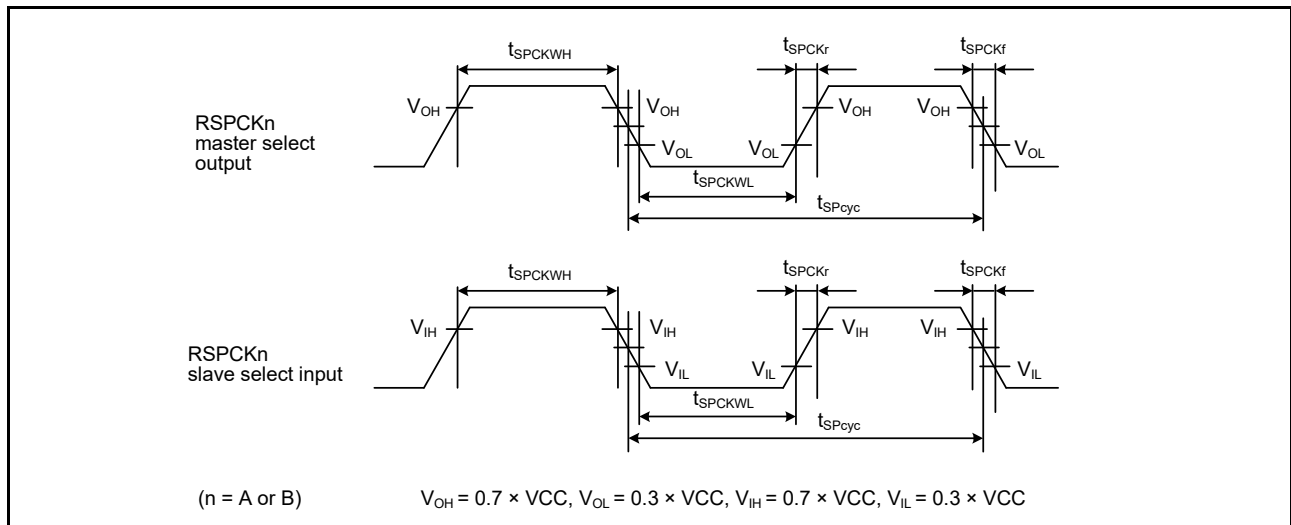 tSPCKWH tSPCKr tSPCKf
VOH VOH VOH VOH
RSPCKn
master select
output
VOL VOL VOL
tSPCKWL
tSPcyc
tSPCKWH tSPCKr tSPCKf
VIH VIH VIH VIH
RSPCKn
slave select input
VIL VIL VIL
tSPCKWL
tSPcyc
(n = A or B) VOH = 0.7 × VCC, VOL = 0.3 × VCC, VIH = 0.7 × VCC, VIL = 0.3 × VCC